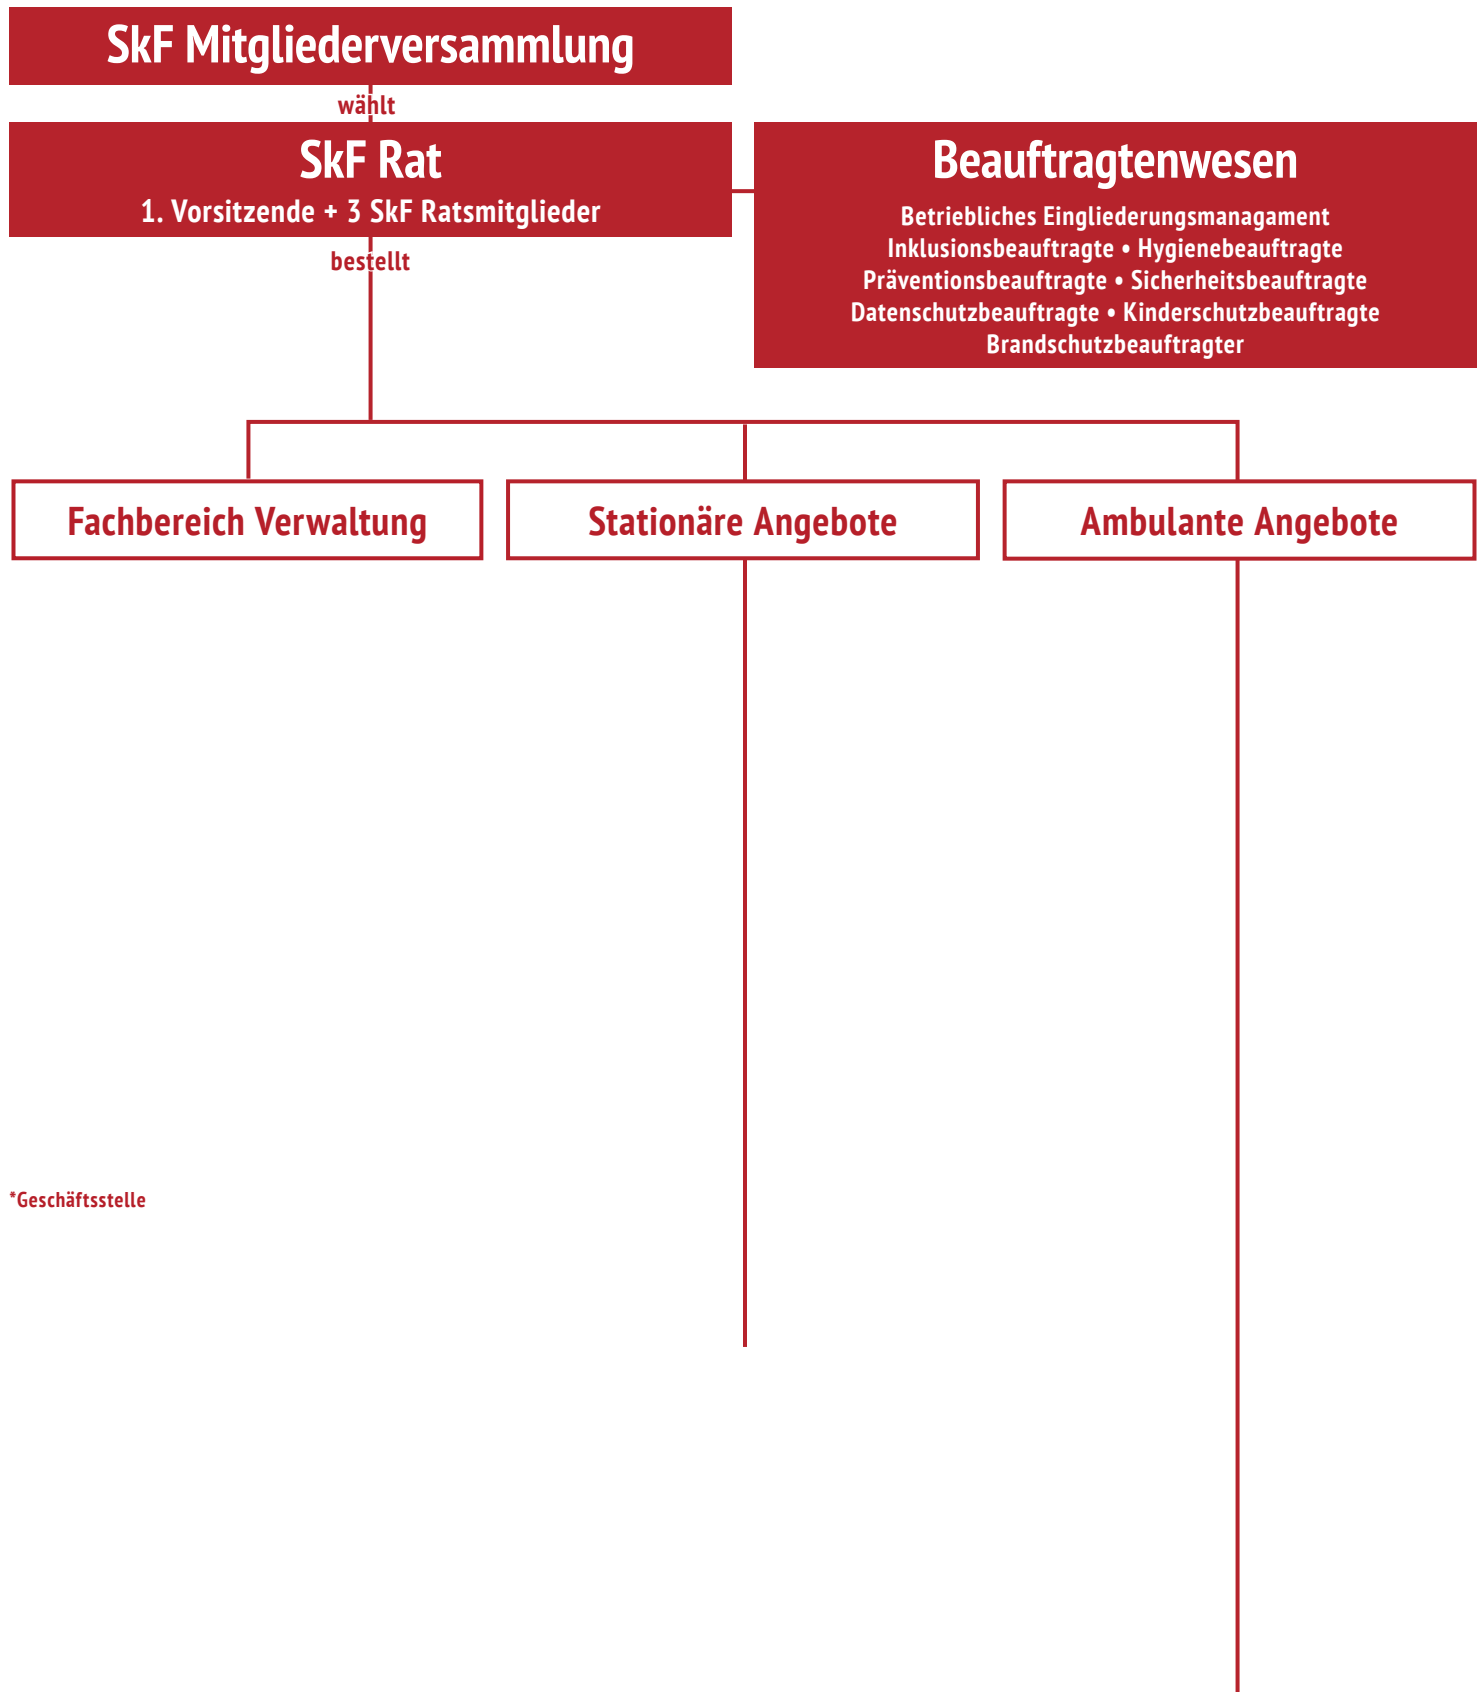 SkF Mitgliederversammlung
wählt
SkF Rat
1. Vorsitzende + 3 SkF Ratsmitglieder
bestellt
Beauftragtenwesen
Betriebliches Eingliederungsmanagament
Inklusionsbeauftragte • Hygienebeauftragte
Präventionsbeauftragte • Sicherheitsbeauftragte
Datenschutzbeauftragte • Kinderschutzbeauftragte
Brandschutzbeauftragter
Fachbereich Verwaltung
Stationäre Angebote
Ambulante Angebote
*Geschäftsstelle